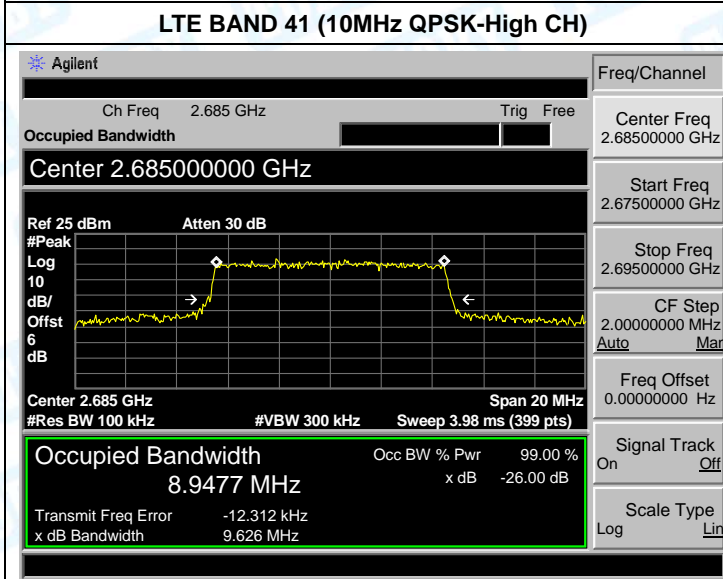 LTE BAND 41 (10MHz QPSK-High CH)
Agilent
Freq/Channel
Ch Freq 2.685 GHz Trig Free
Occupied Bandwidth
Center 2.685000000 GHz
Ref 25 dBm Atten 30 dB
#Peak
Log
10
dB/
Offst
6
dB
Center 2.685 GHz Span 20 MHz
#Res BW 100 kHz #VBW 300 kHz Sweep 3.98 ms (399 pts)
Occupied Bandwidth Occ BW % Pwr 99.00 %
8.9477 MHz x dB -26.00 dB
Transmit Freq Error -12.312 kHz
x dB Bandwidth 9.626 MHz
Center Freq
2.68500000 GHz
Start Freq
2.67500000 GHz
Stop Freq
2.69500000 GHz
CF Step
2.00000000 MHz
Auto Man
Freq Offset
0.00000000 Hz
Signal Track
On Off
Scale Type
Log Lin